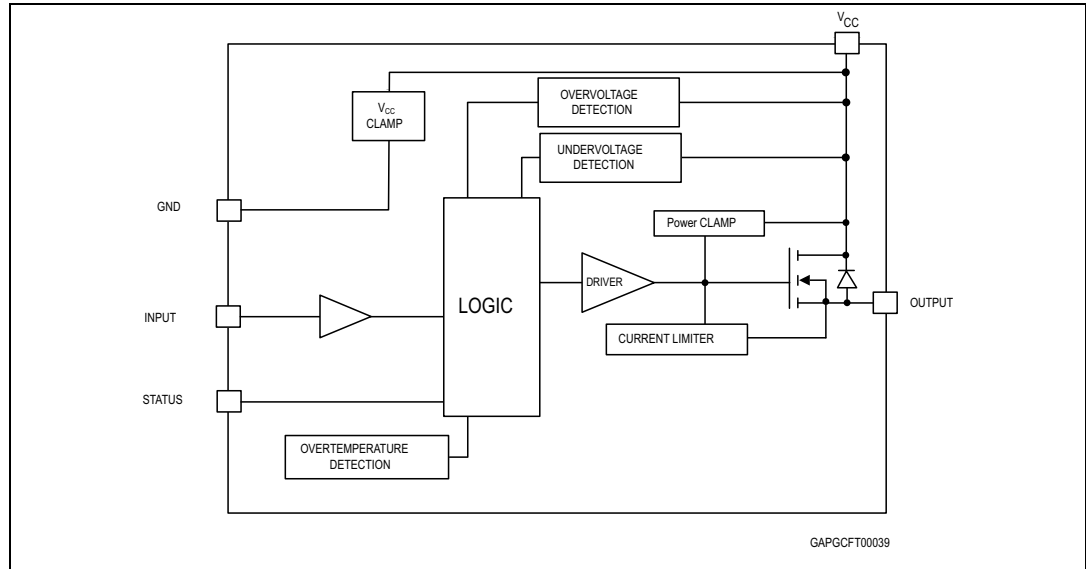 VCC
OVERVOLTAGE
DETECTION
VCC
CLAMP
UNDERVOLTAGE
DETECTION
GND
Power CLAMP
DRIVER
LOGIC
OUTPUT
INPUT
CURRENT LIMITER
STATUS
OVERTEMPERATURE
DETECTION
GAPGCFT00039